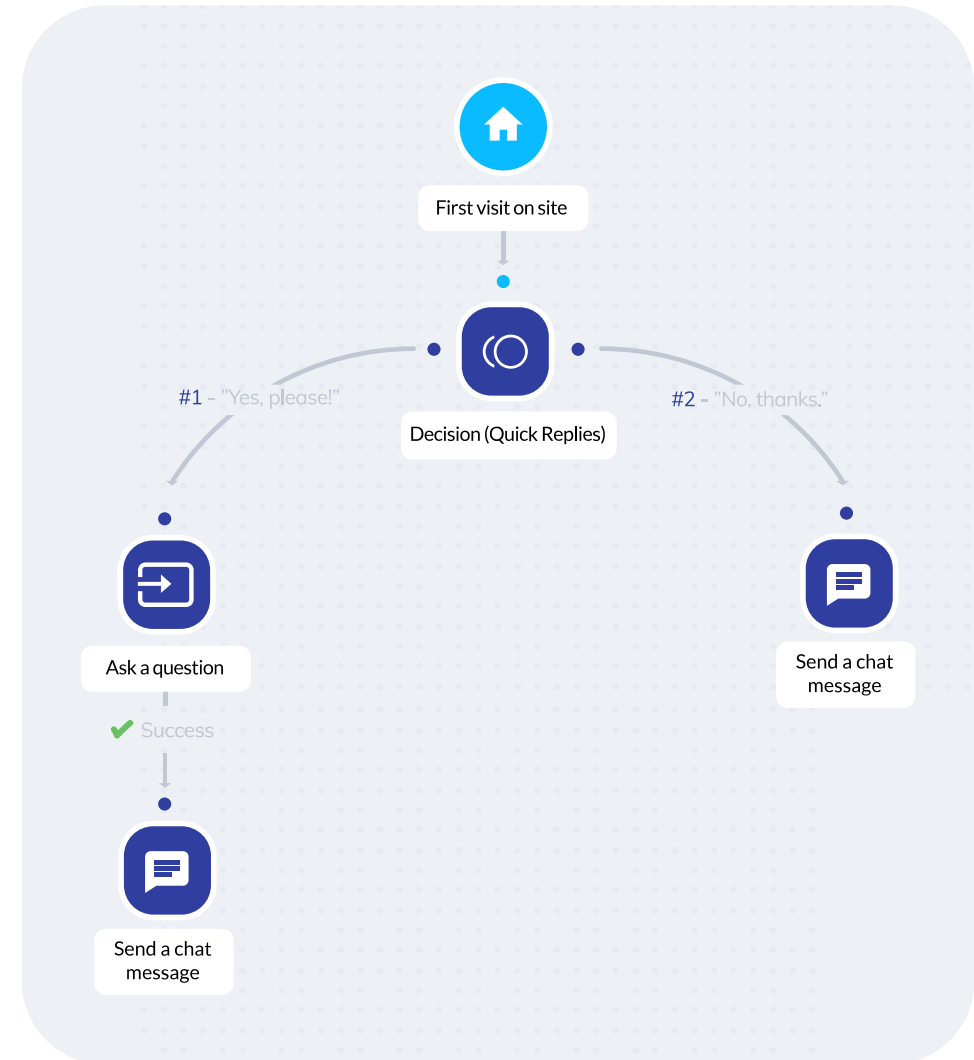 First visit on site
#1 - "Yes, please!"
#2 - "No, thanks."
Decision (Quick Replies)
Ask a question
Success
Send a chat
message
Send a chat
message